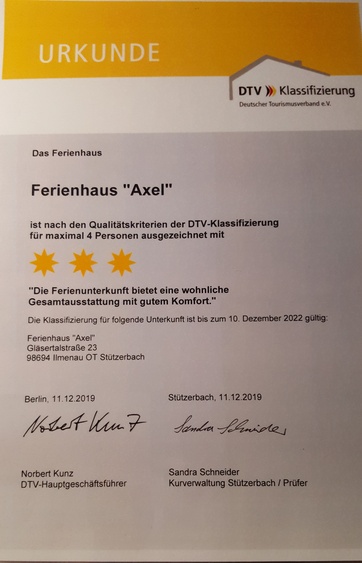 URKUNDE
DTV Klassifizierung
Deutscher Tourismusverband e.V.
Das Ferienhaus
Ferienhaus "Axel"
ist nach den Qualitätskriterien der DTV-Klassifizierung
für maximal 4 Personen ausgezeichnet mit
"Die Ferienunterkunft bietet eine wohnliche
Gesamtausstattung mit gutem Komfort."
Die Klassifizierung für folgende Unterkunft ist bis zum 10. Dezember 2022 gültig:
Ferienhaus "Axel"
Gläsertalstraße 23
98694 Ilmenau OT Stützerbach
Berlin, 11.12.2019
Stützerbach, 11.12.2019
Norbert Kunz
Sandra Schneider
Norbert Kunz
DTV-Hauptgeschäftsführer
Sandra Schneider
Kurverwaltung Stützerbach / Prüfer